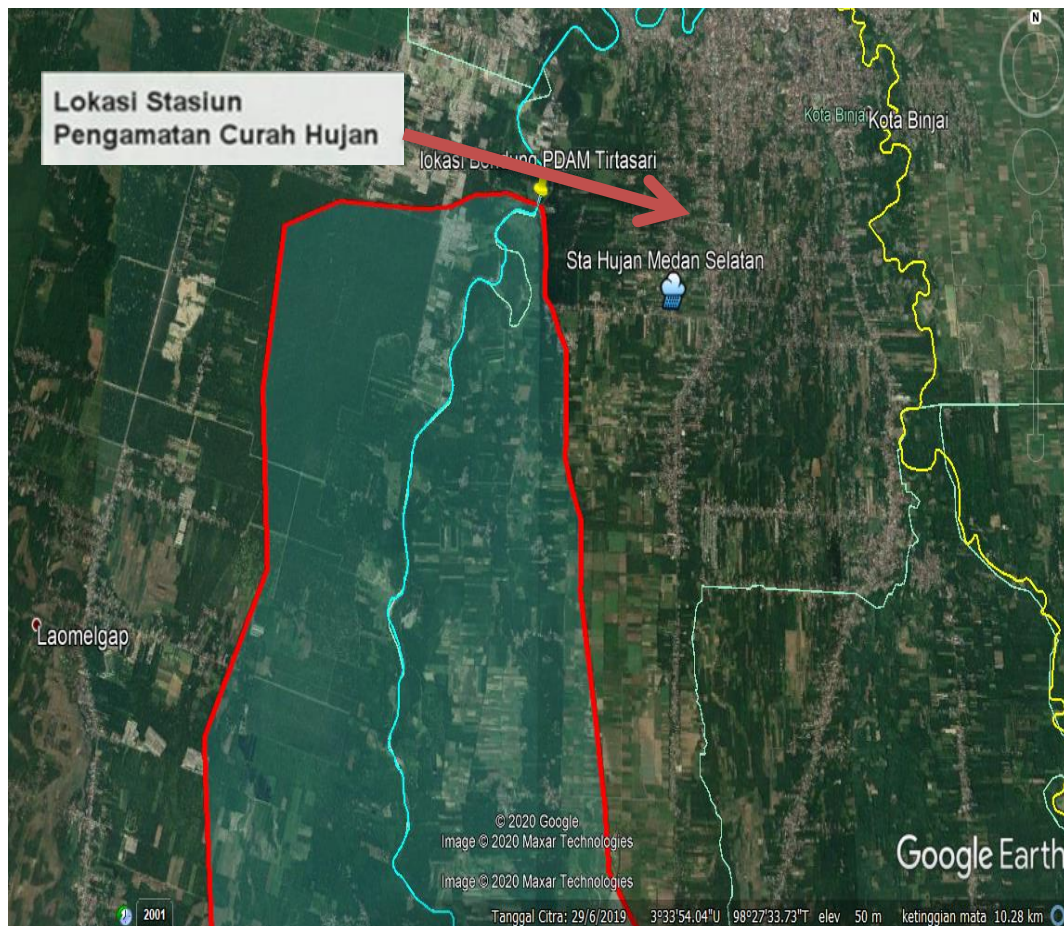 N
Lokasi Stasiun
Pengamatan Curah Hujan
Kota Binjai Kota Binjai
lokasi Bendung PDAM Tirtasari
Sta Hujan Medan Selatan
Laomelgap
© 2020 Google
Image © 2020 Maxar Technologies
Image © 2020 Maxar Technologies
Google Earth
2001
Tanggal Citra: 29/6/2019 3°33'54.04"U 98°27'33.73"T elev 50 m ketinggian mata 10.28 km